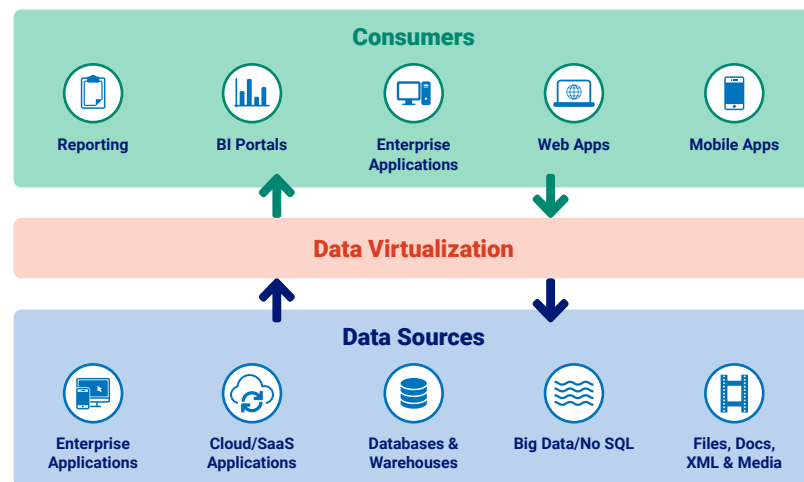 Consumers
Reporting
BI Portals
Enterprise
Applications
Web Apps
Mobile Apps
Data Virtualization
Data Sources
Enterprise
Applications
Cloud/SaaS
Applications
Databases &
Warehouses
Big Data/No SQL
Files, Docs,
XML & Media